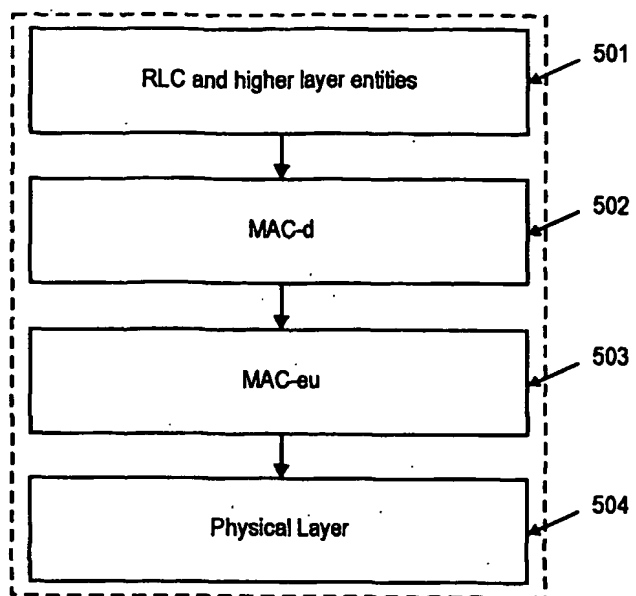 RLC and higher layer entities
501
MAC-d
502
MAC-eu
503
Physical Layer
504